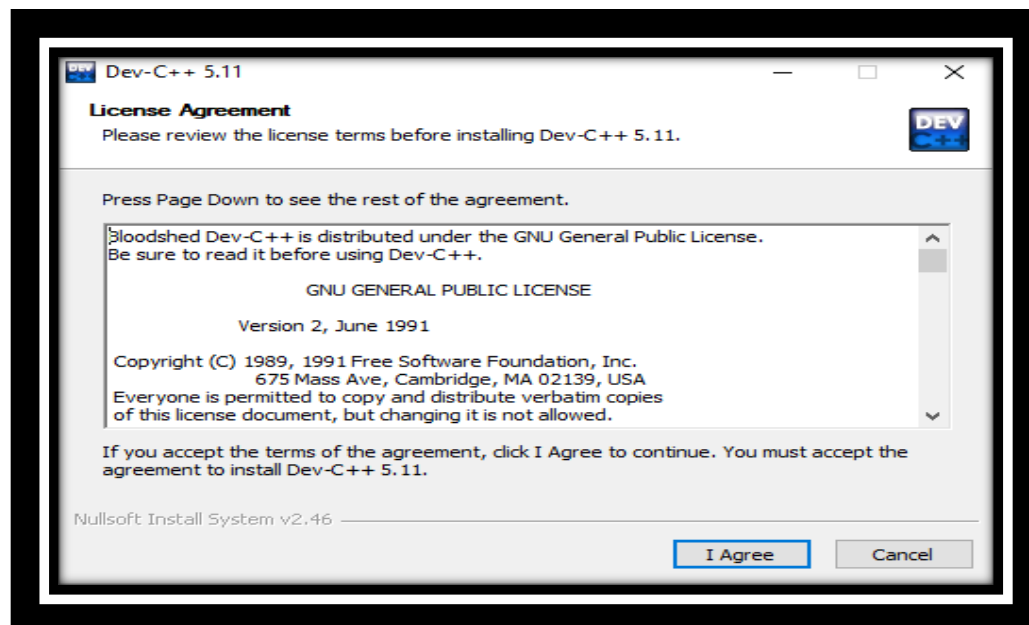 Dev-C++ 5.11
License Agreement
Please review the license terms before installing Dev-C++ 5.11.
DEV
C++
Press Page Down to see the rest of the agreement.
Bloodshed Dev-C++ is distributed under the GNU General Public License.
Be sure to read it before using Dev-C++.
GNU GENERAL PUBLIC LICENSE
Version 2, June 1991
Copyright (C) 1989, 1991 Free Software Foundation, Inc.
675 Mass Ave, Cambridge, MA 02139, USA
Everyone is permitted to copy and distribute verbatim copies
of this license document, but changing it is not allowed.
If you accept the terms of the agreement, click I Agree to continue. You must accept the
agreement to install Dev-C++ 5.11.
Nullsoft Install System v2.46
I Agree
Cancel